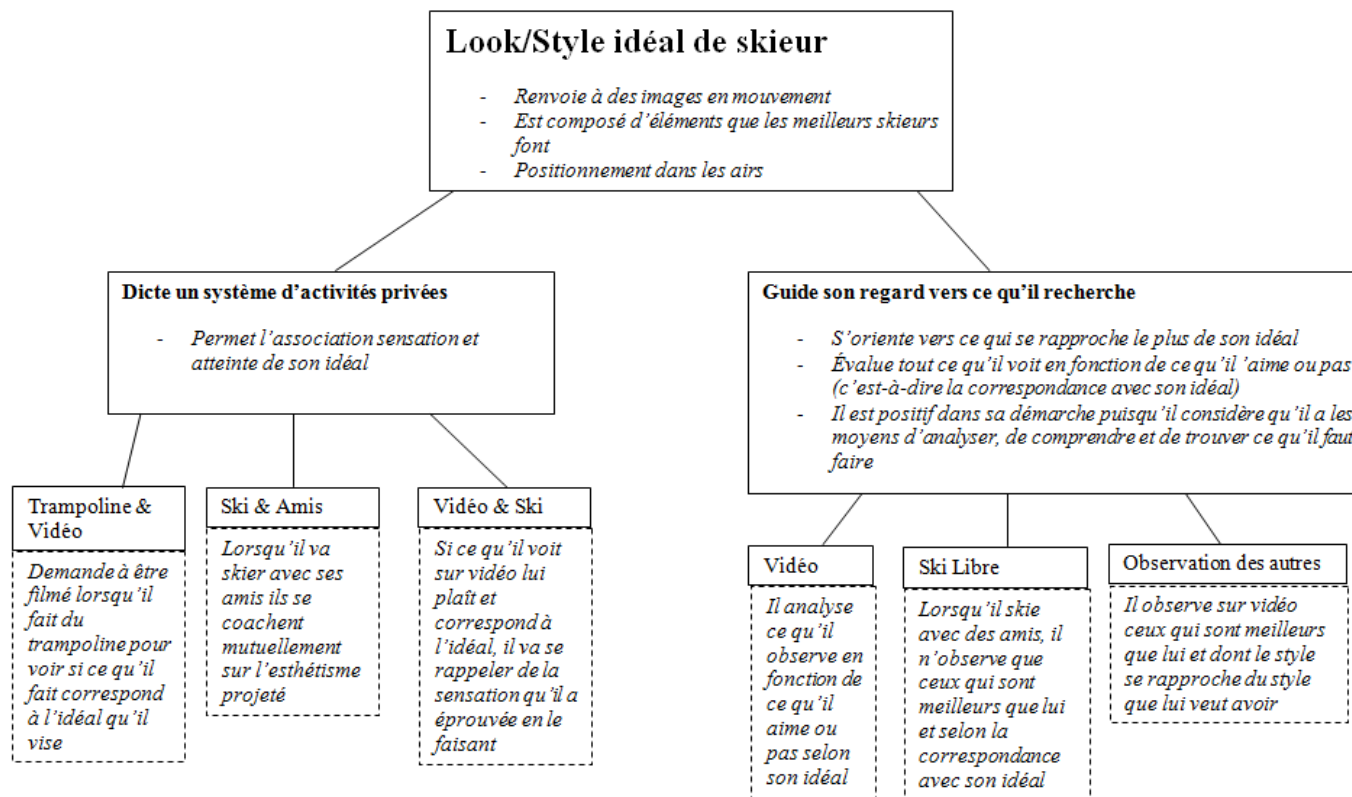 Look/Style idéal de skieur
- Renvoie à des images en mouvement
- Est composé d'éléments que les meilleurs skieurs
font
- Positionnement dans les airs
Dicte un système d'activités privées
- Permet l'association sensation et
atteinte de son idéal
Trampoline &
Vidéo
Demande à être
filmé lorsqu'il
fait du
trampoline pour
voir si ce qu'il
fait correspond
à l'idéal qu'il
vise
Ski & Amis
Lorsqu'il va
skier avec ses
amis ils se
coachent
mutuellement
sur l'esthétisme
projeté
Vidéo & Ski
Si ce qu'il voit
sur vidéo lui
plaît et
correspond à
l'idéal, il va se
rappeler de la
sensation qu'il a
éprouvée en le
faisant
Guide son regard vers ce qu'il recherche
- S'oriente vers ce qui se rapproche le plus de son idéal
- Évalue tout ce qu'il voit en fonction de ce qu'il 'aime ou pas
(c'est-à-dire la correspondance avec son idéal)
- Il est positif dans sa démarche puisqu'il considère qu'il a les
moyens d'analyser, de comprendre et de trouver ce qu'il faut
faire
Vidéo
Il analyse
ce qu'il
observe en
fonction de
ce qu'il
aime ou
pas selon
son idéal
Ski Libre
Lorsqu'il skie
avec des amis, il
n'observe que
ceux qui sont
meilleurs que lui
et selon la
correspondance
avec son idéal
Observation des autres
Il observe sur vidéo
ceux qui sont meilleurs
que lui et dont le style
se rapproche du style
que lui veut avoir